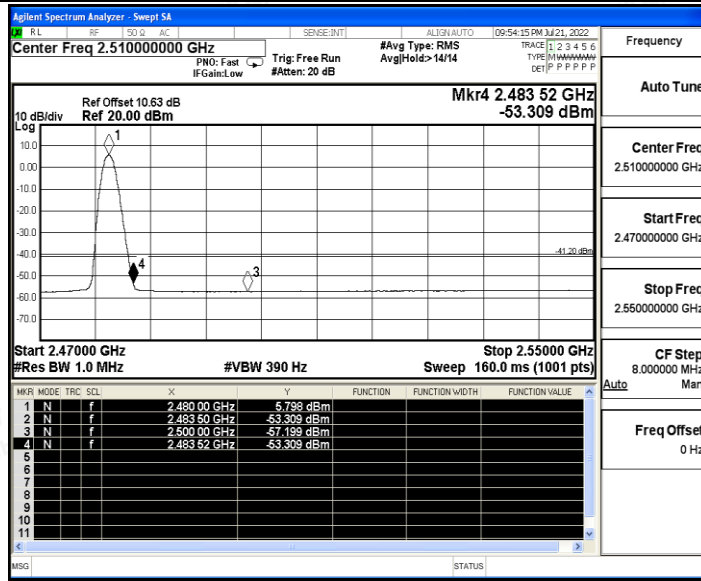 Agilent Spectrum Analyzer - Swept SA
RL RF 50 Ω AC SENSE:INT ALIGN AUTO 09:54:15 PM Jul 21, 2022
Center Freq 2.510000000 GHz
PNO: Fast
IFGain:Low
Trig: Free Run
#Atten: 20 dB
#Avg Type: RMS
Avg|Hold:>14/14
TRACE 1 2 3 4 5 6
TYPE M W W W W W
DET P P P P P P
Frequency
Auto Tune
Center Freq
2.510000000 GHz
Start Freq
2.470000000 GHz
Stop Freq
2.550000000 GHz
CF Step
8.000000 MHz
Auto Man
Freq Offset
0 Hz
Mkr4 2.483 52 GHz
-53.309 dBm
Ref Offset 10.63 dB
10 dB/div Ref 20.00 dBm
Log
10.0
0.00
-10.0
-20.0
-30.0
-40.0
-50.0
-60.0
-70.0
1
4
3
-41.20 dBm
Start 2.47000 GHz Stop 2.55000 GHz
#Res BW 1.0 MHz #VBW 390 Hz Sweep 160.0 ms (1001 pts)
MKR MODE TRC SCL X Y FUNCTION FUNCTION WIDTH FUNCTION VALUE
1 N f 2.480 00 GHz 5.798 dBm
2 N f 2.483 50 GHz -53.309 dBm
3 N f 2.500 00 GHz -57.199 dBm
4 N f 2.483 52 GHz -53.309 dBm
5
6
7
8
9
10
11
MSG STATUS